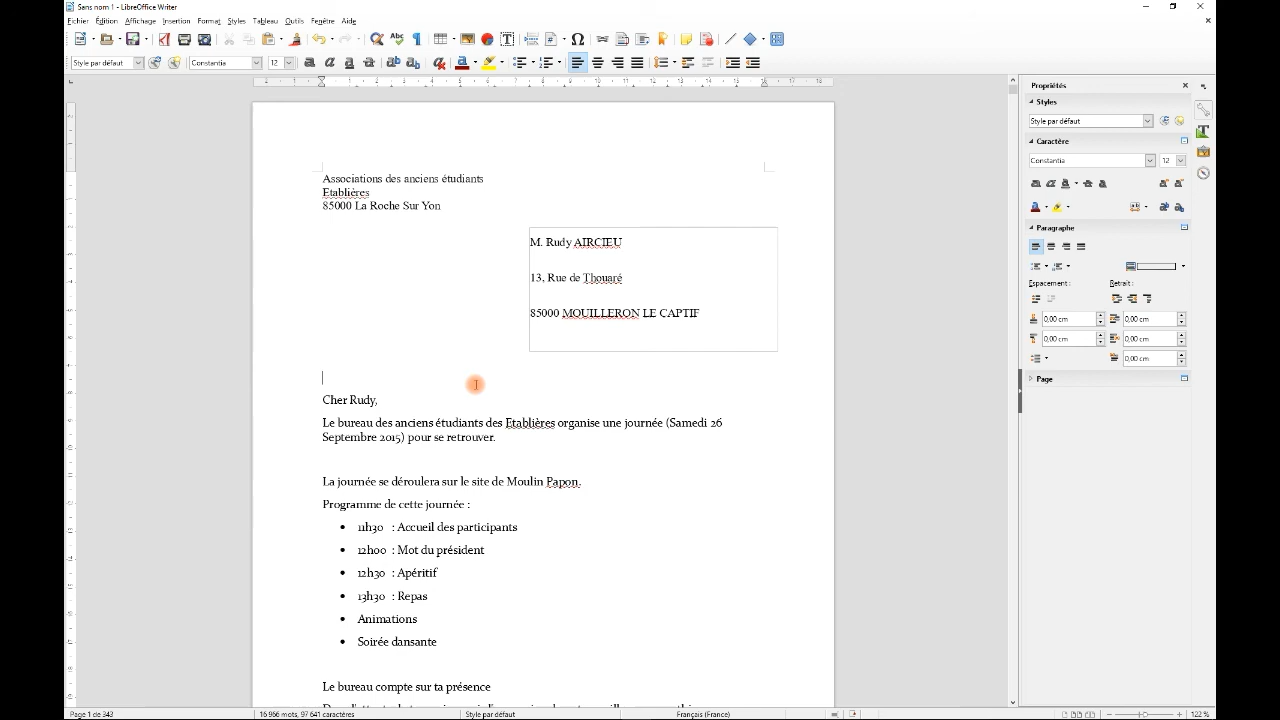 Sans nom 1 - LibreOffice Writer
Fichier Édition Affichage Insertion Format Styles Tableau Outils Fenêtre Aide
Style par défaut Constantia 12
Propriétés
Styles
Style par défaut
Caractère
Constantia 12
Paragraphe
Espacement : Retrait :
0,00 cm 0,00 cm
0,00 cm 0,00 cm
0,00 cm
Page
Associations des anciens étudiants
Etablières
85000 La Roche Sur Yon
M. Rudy AIRCIEU
13, Rue de Thouaré
85000 MOUILLERON LE CAPTIF
Cher Rudy,
Le bureau des anciens étudiants des Etablières organise une journée (Samedi 26
Septembre 2015) pour se retrouver.
La journée se déroulera sur le site de Moulin Papon.
Programme de cette journée :
• 11h30 : Accueil des participants
• 12h00 : Mot du président
• 12h30 : Apéritif
• 13h30 : Repas
• Animations
• Soirée dansante
Le bureau compte sur ta présence
Page 1 de 343 16 966 mots, 97 641 caractères Style par défaut Français (France) 122 %